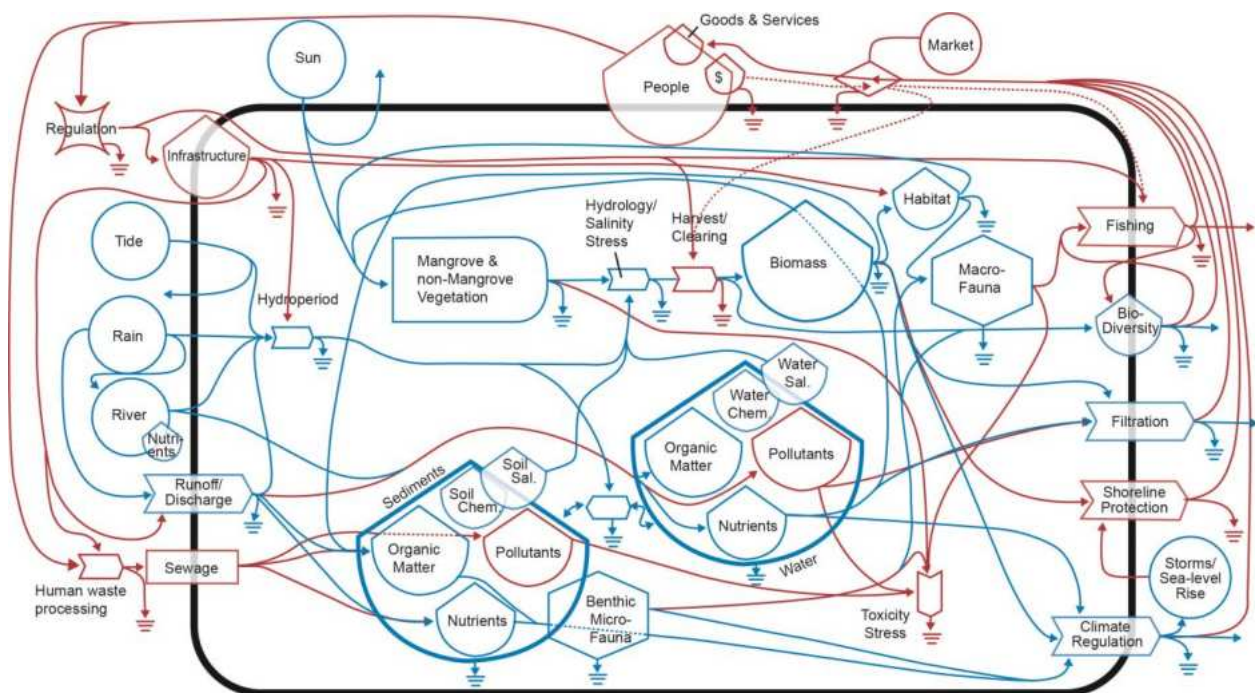 Goods & Services
Market
Sun
People
$
Regulation
Infrastructure
Tide
Hydroperiod
Rain
River
Nutri-
ents
Runoff/
Discharge
Sewage
Human waste
processing
Mangrove &
non-Mangrove
Vegetation
Hydrology/
Salinity
Stress
Harvest/
Clearing
Biomass
Habitat
Macro-
Fauna
Fishing
Bio-
Diversity
Filtration
Shoreline
Protection
Storms/
Sea-level
Rise
Climate
Regulation
Water
Sal.
Water
Chem.
Organic
Matter
Pollutants
Nutrients
Water
Sediments
Soil
Sal.
Soil
Chem.
Organic
Matter
Pollutants
Nutrients
Benthic
Micro-
Fauna
Toxicity
Stress